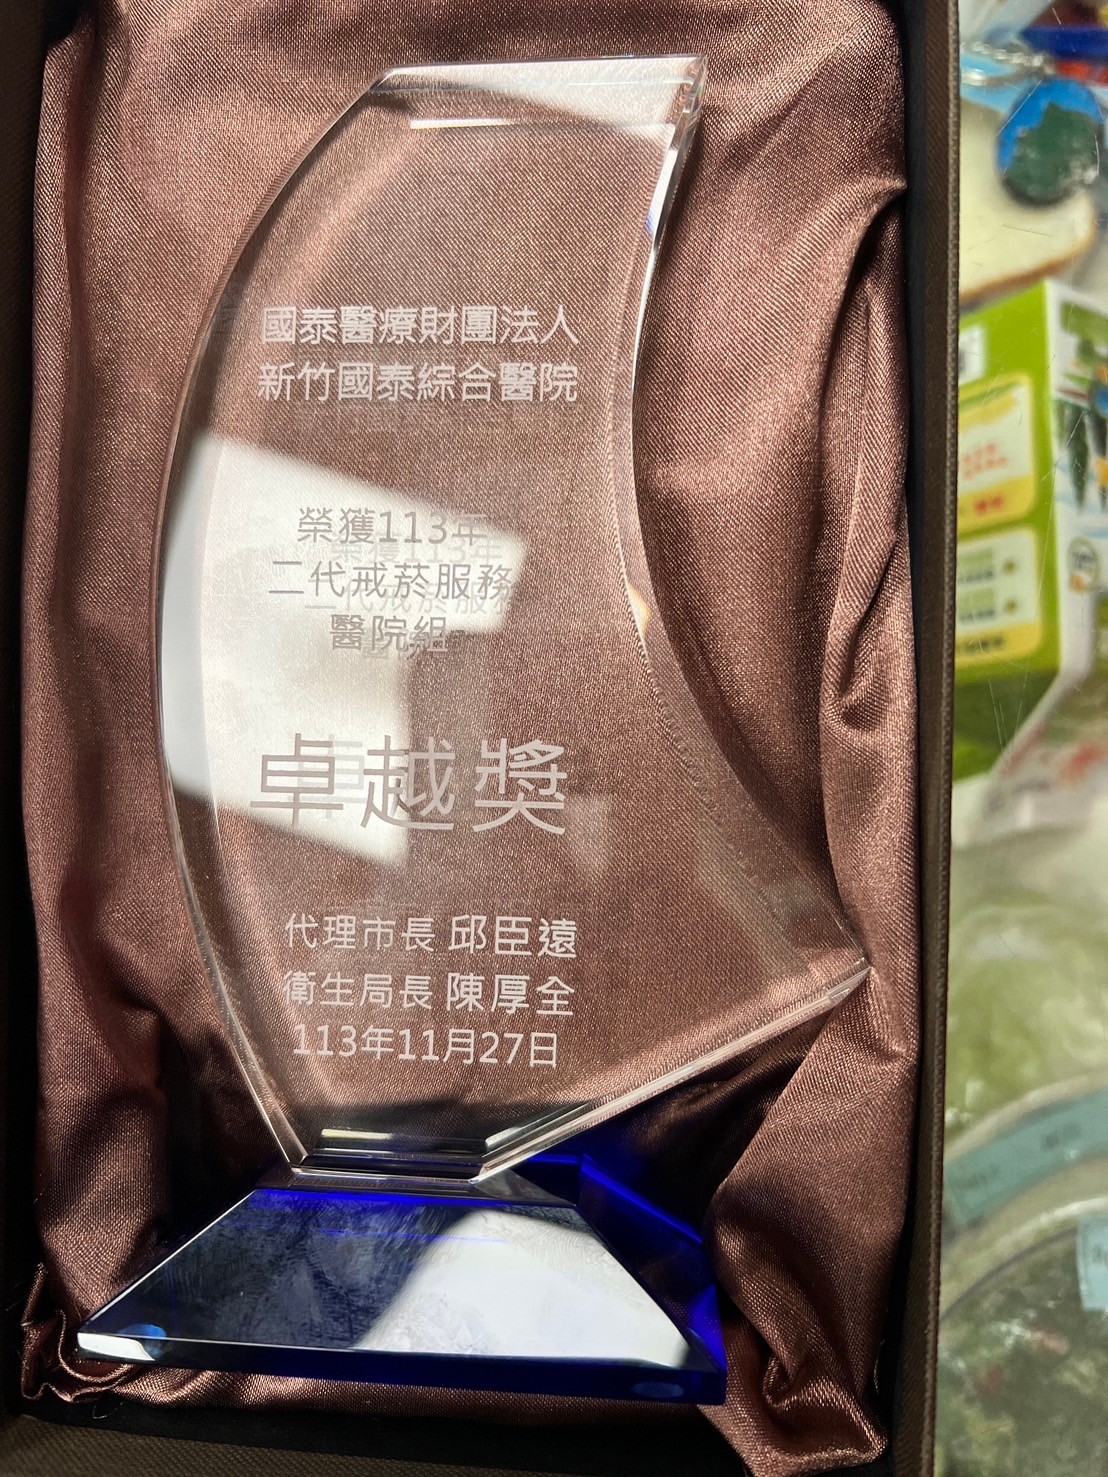 國泰醫療財團法人
新竹國泰綜合醫院
榮獲113年
二代戒菸服務
醫院組
卓越獎
代理市長 邱臣遠
衛生局長 陳厚全
113年11月27日